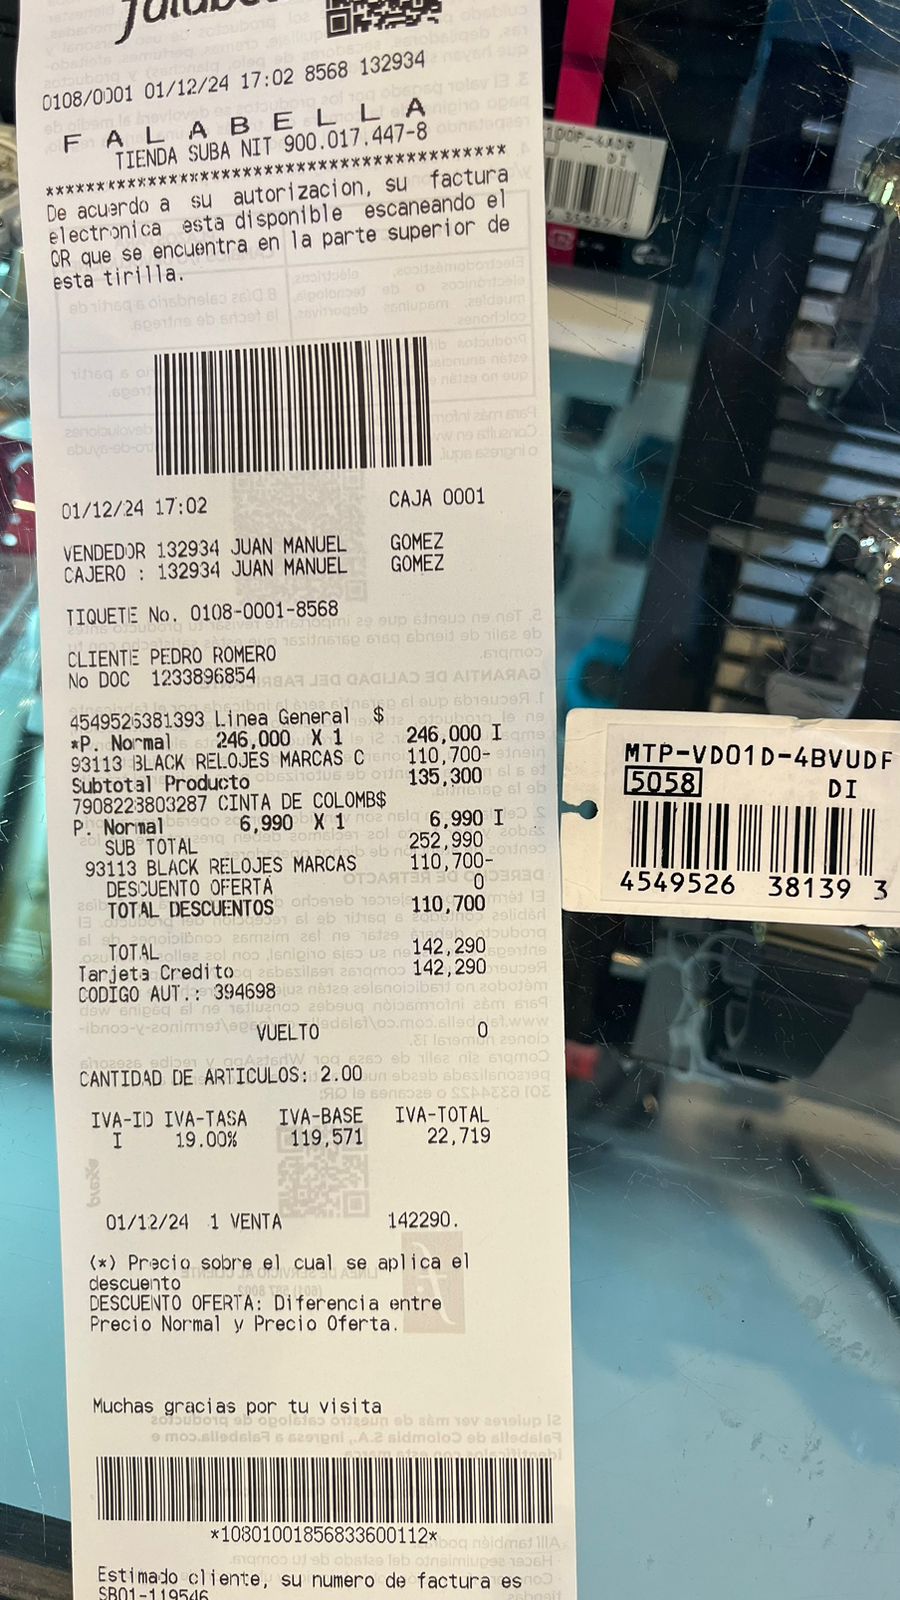 0108/0001 01/12/24 17:02 8568 132934
F A L A B E L L A
TIENDA SUBA NIT 900.017.447-8
******************************************
De acuerdo a su autorizacion, su factura
electronica esta disponible escaneando el
QR que se encuentra en la parte superior de
esta tirilla.
01/12/24 17:02 CAJA 0001
VENDEDOR 132934 JUAN MANUEL GOMEZ
CAJERO : 132934 JUAN MANUEL GOMEZ
TIQUETE No. 0108-0001-8568
CLIENTE PEDRO ROMERO
No DOC 1233896854
4549526381393 Linea General $
*P. Normal 246,000 X 1 246,000 I
93113 BLACK RELOJES MARCAS C 110,700-
Subtotal Producto 135,300
7908223803287 CINTA DE COLOMB$
P. Normal 6,990 X 1 6,990 I
SUB TOTAL 252,990
93113 BLACK RELOJES MARCAS 110,700-
DESCUENTO OFERTA 0
TOTAL DESCUENTOS 110,700
TOTAL 142,290
Tarjeta Credito 142,290
CODIGO AUT.: 394698
VUELTO 0
CANTIDAD DE ARTICULOS: 2.00
IVA-ID IVA-TASA IVA-BASE IVA-TOTAL
I 19.00% 119,571 22,719
01/12/24 1 VENTA 142290.
(*) Precio sobre el cual se aplica el
descuento
DESCUENTO OFERTA: Diferencia entre
Precio Normal y Precio Oferta.
Muchas gracias por tu visita
*10801001856833600112*
Estimado cliente, su numero de factura es
SB01-119546
MTP-VD01D-4BVUDF
5058 DI
4549526 38139 3